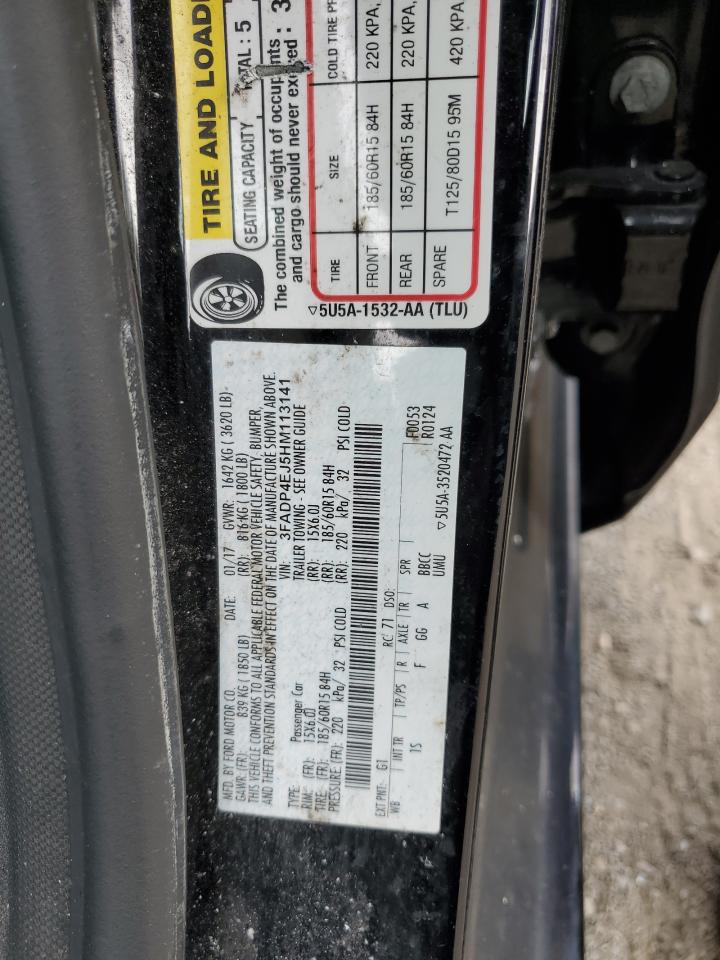 TIRE AND LOADI
SEATING CAPACITY TOTAL : 5
The combined weight of occupants : 3
and cargo should never exceed :
TIRE SIZE COLD TIRE PR
FRONT 185/60R15 84H 220 KPA,
REAR 185/60R15 84H 220 KPA,
SPARE T125/80D15 95M 420 KPA,
▽5U5A-1532-AA (TLU)
MFD. BY FORD MOTOR CO. DATE: 01/17 GVWR: 1642 KG ( 3620 LB)
GAWR: (FR): 839 KG ( 1850 LB) (RR): 816 KG ( 1800 LB)
THIS VEHICLE CONFORMS TO ALL APPLICABLE FEDERAL MOTOR VEHICLE SAFETY, BUMPER,
AND THEFT PREVENTION STANDARDS IN EFFECT ON THE DATE OF MANUFACTURE SHOWN ABOVE.
VIN: 3FADP4EJ5HM113141
TYPE: Passenger Car TRAILER TOWING - SEE OWNER GUIDE
RIM: (FR): 15X6.0J (RR): 15X6.0J
TIRE: (FR): 185/60R15 84H (RR): 185/60R15 84H
PRESSURE: (FR): 220 kPa/ 32 PSI COLD (RR): 220 kPa/ 32 PSI COLD
EXT PNT: G1 RC: 71 DSO: F0053
WB INT TR TP/PS R AXLE TR SPR R0124
15 F GG A BBCC
UMU
▽5U5A-3520472 AA